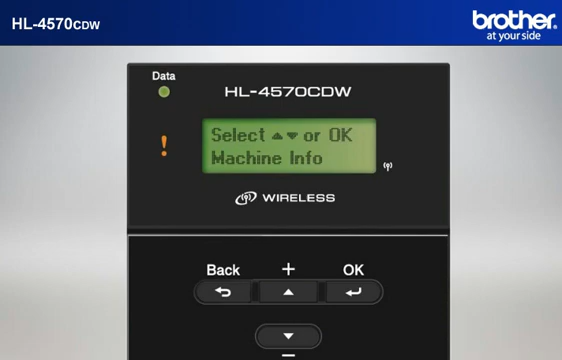 HL-4570CDW
brother
at your side
Data
HL-4570CDW
Select ▲▼ or OK
Machine Info
WIRELESS
Back + OK
−